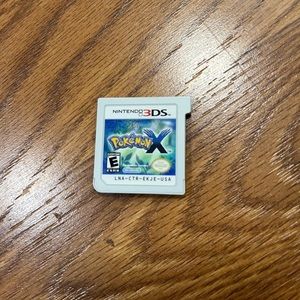 NINTENDO 3DS
POKÉMON X
E
LNA-CTR-EKJE-USA